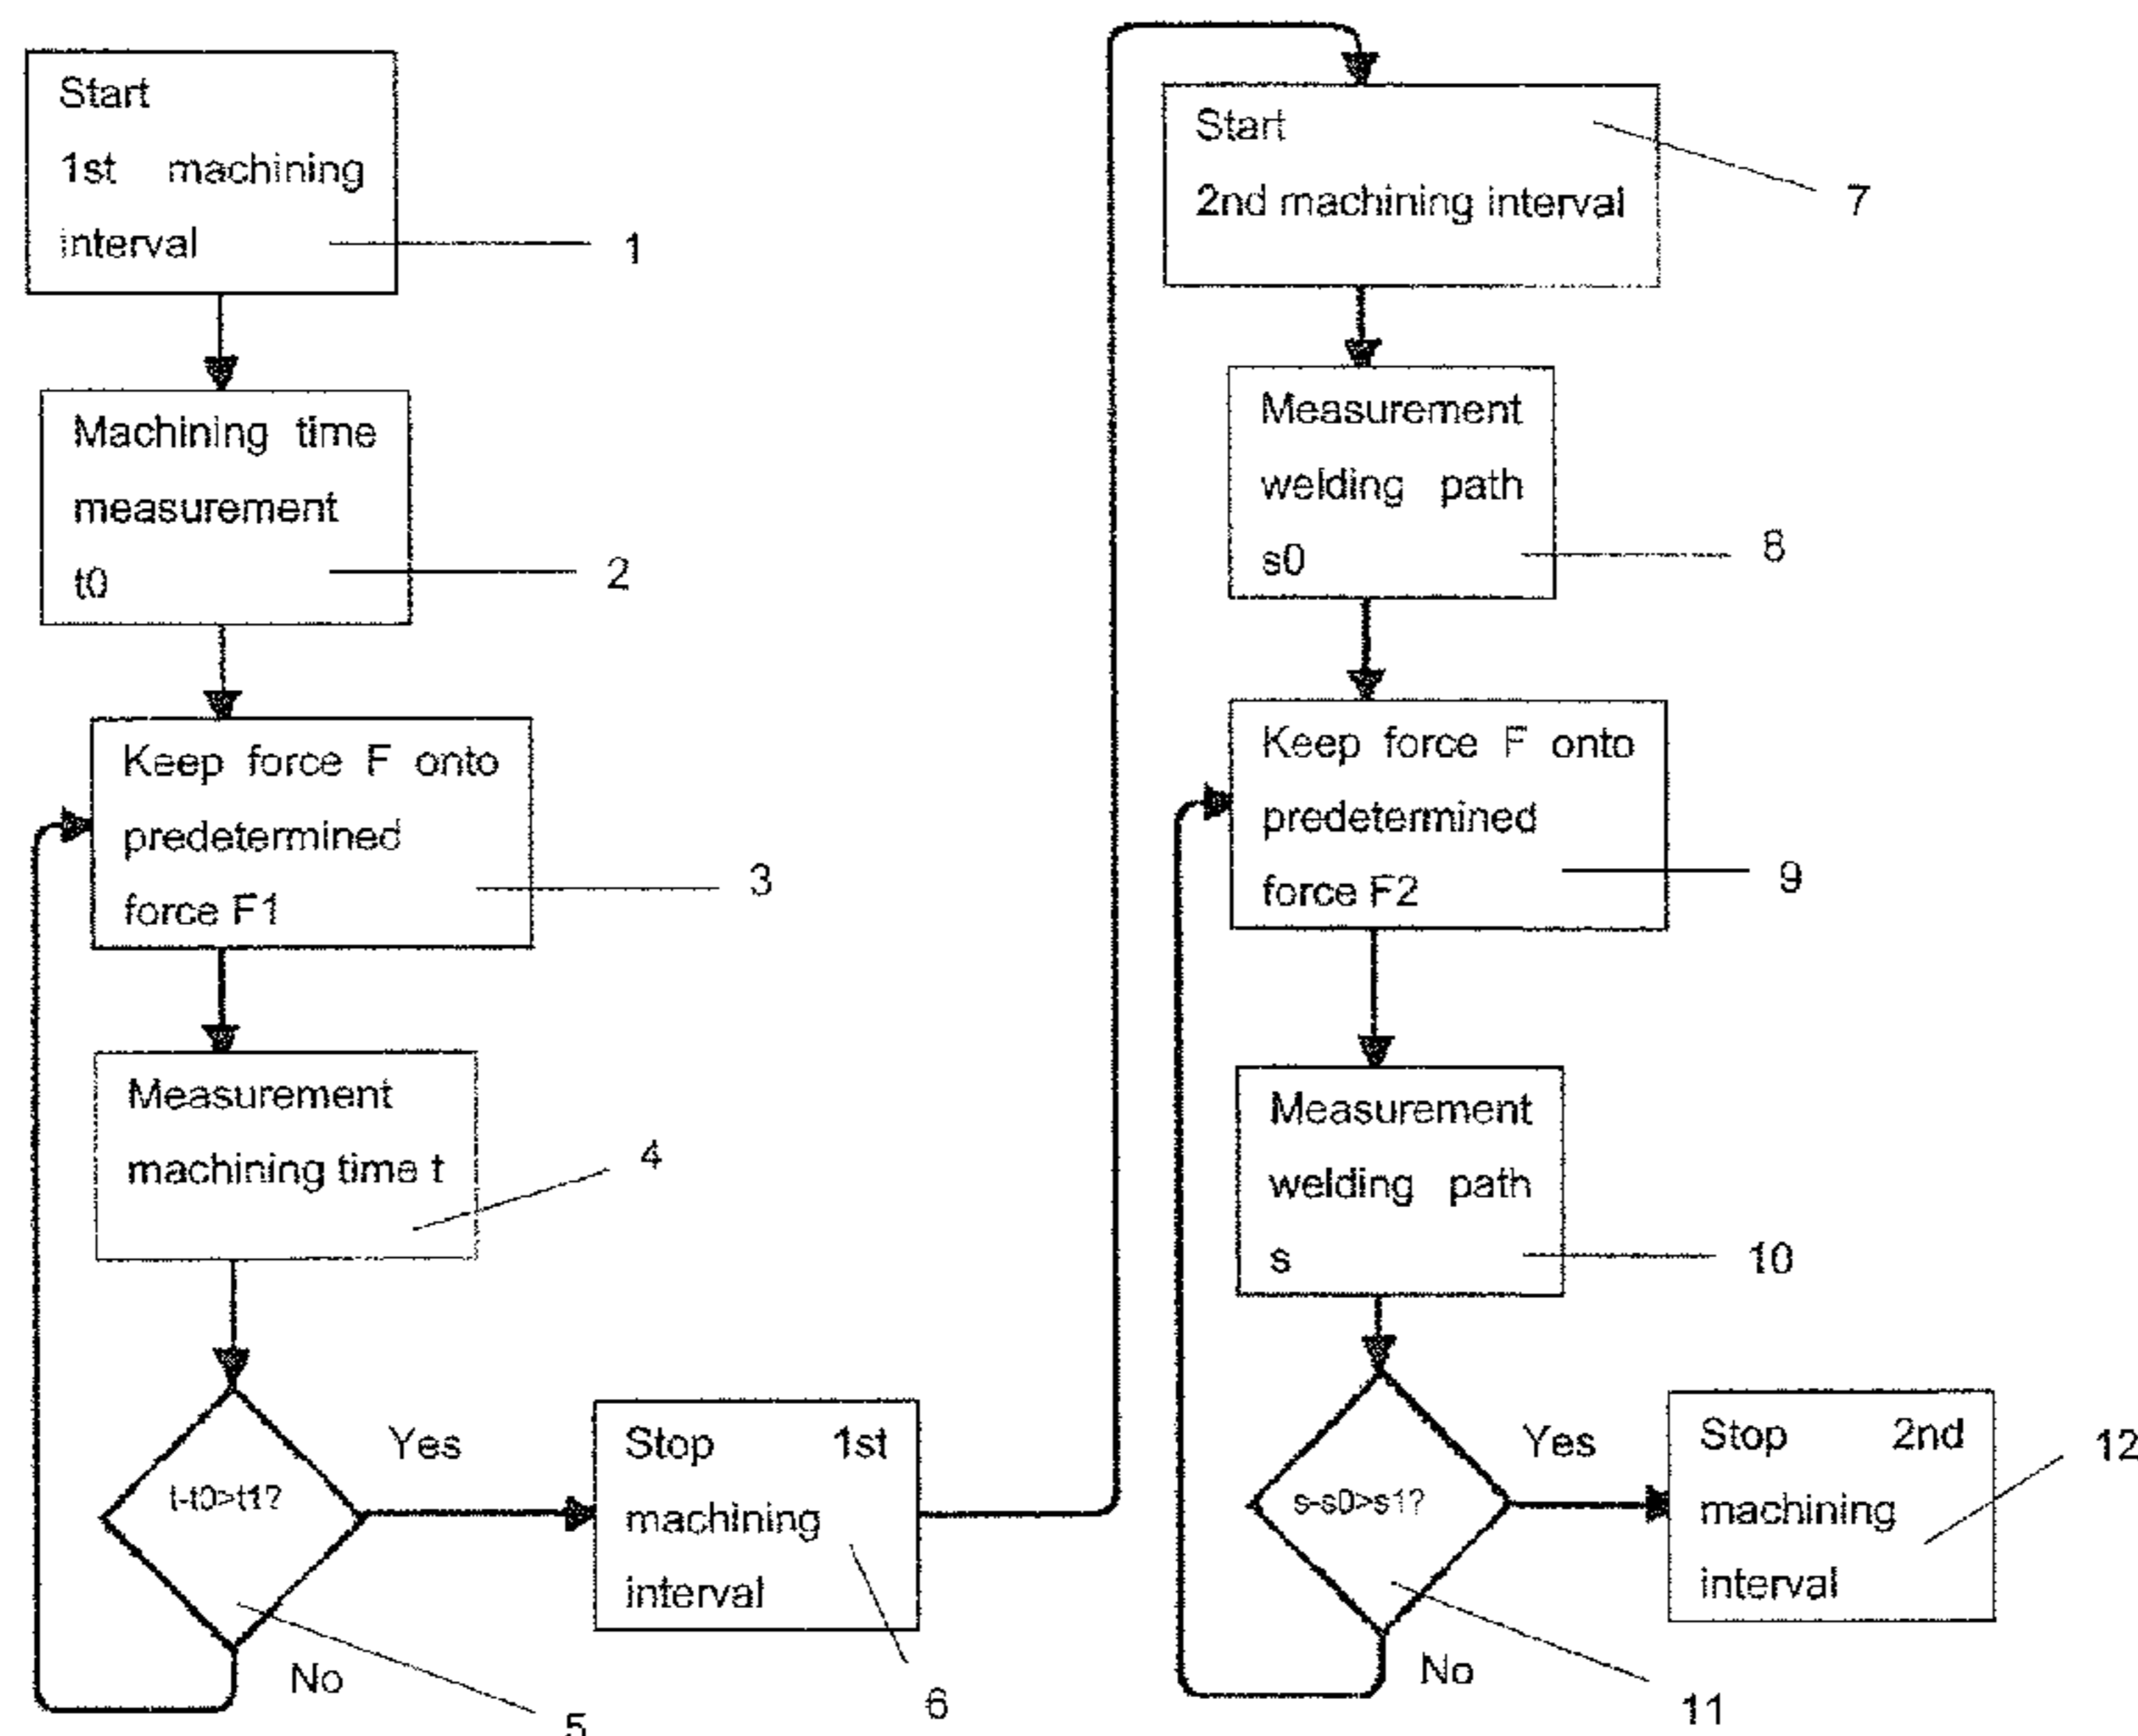 Start
1st machining
interval
1
Machining time
measurement
t0
2
Keep force F onto
predetermined
force F1
3
Measurement
machining time t
4
t-t0>t1?
Yes
No
5
Stop 1st
machining
interval
6
Start
2nd machining interval
7
Measurement
welding path
s0
8
Keep force F onto
predetermined
force F2
9
Measurement
welding path
s
10
s-s0>s1?
Yes
No
11
Stop 2nd
machining
interval
12